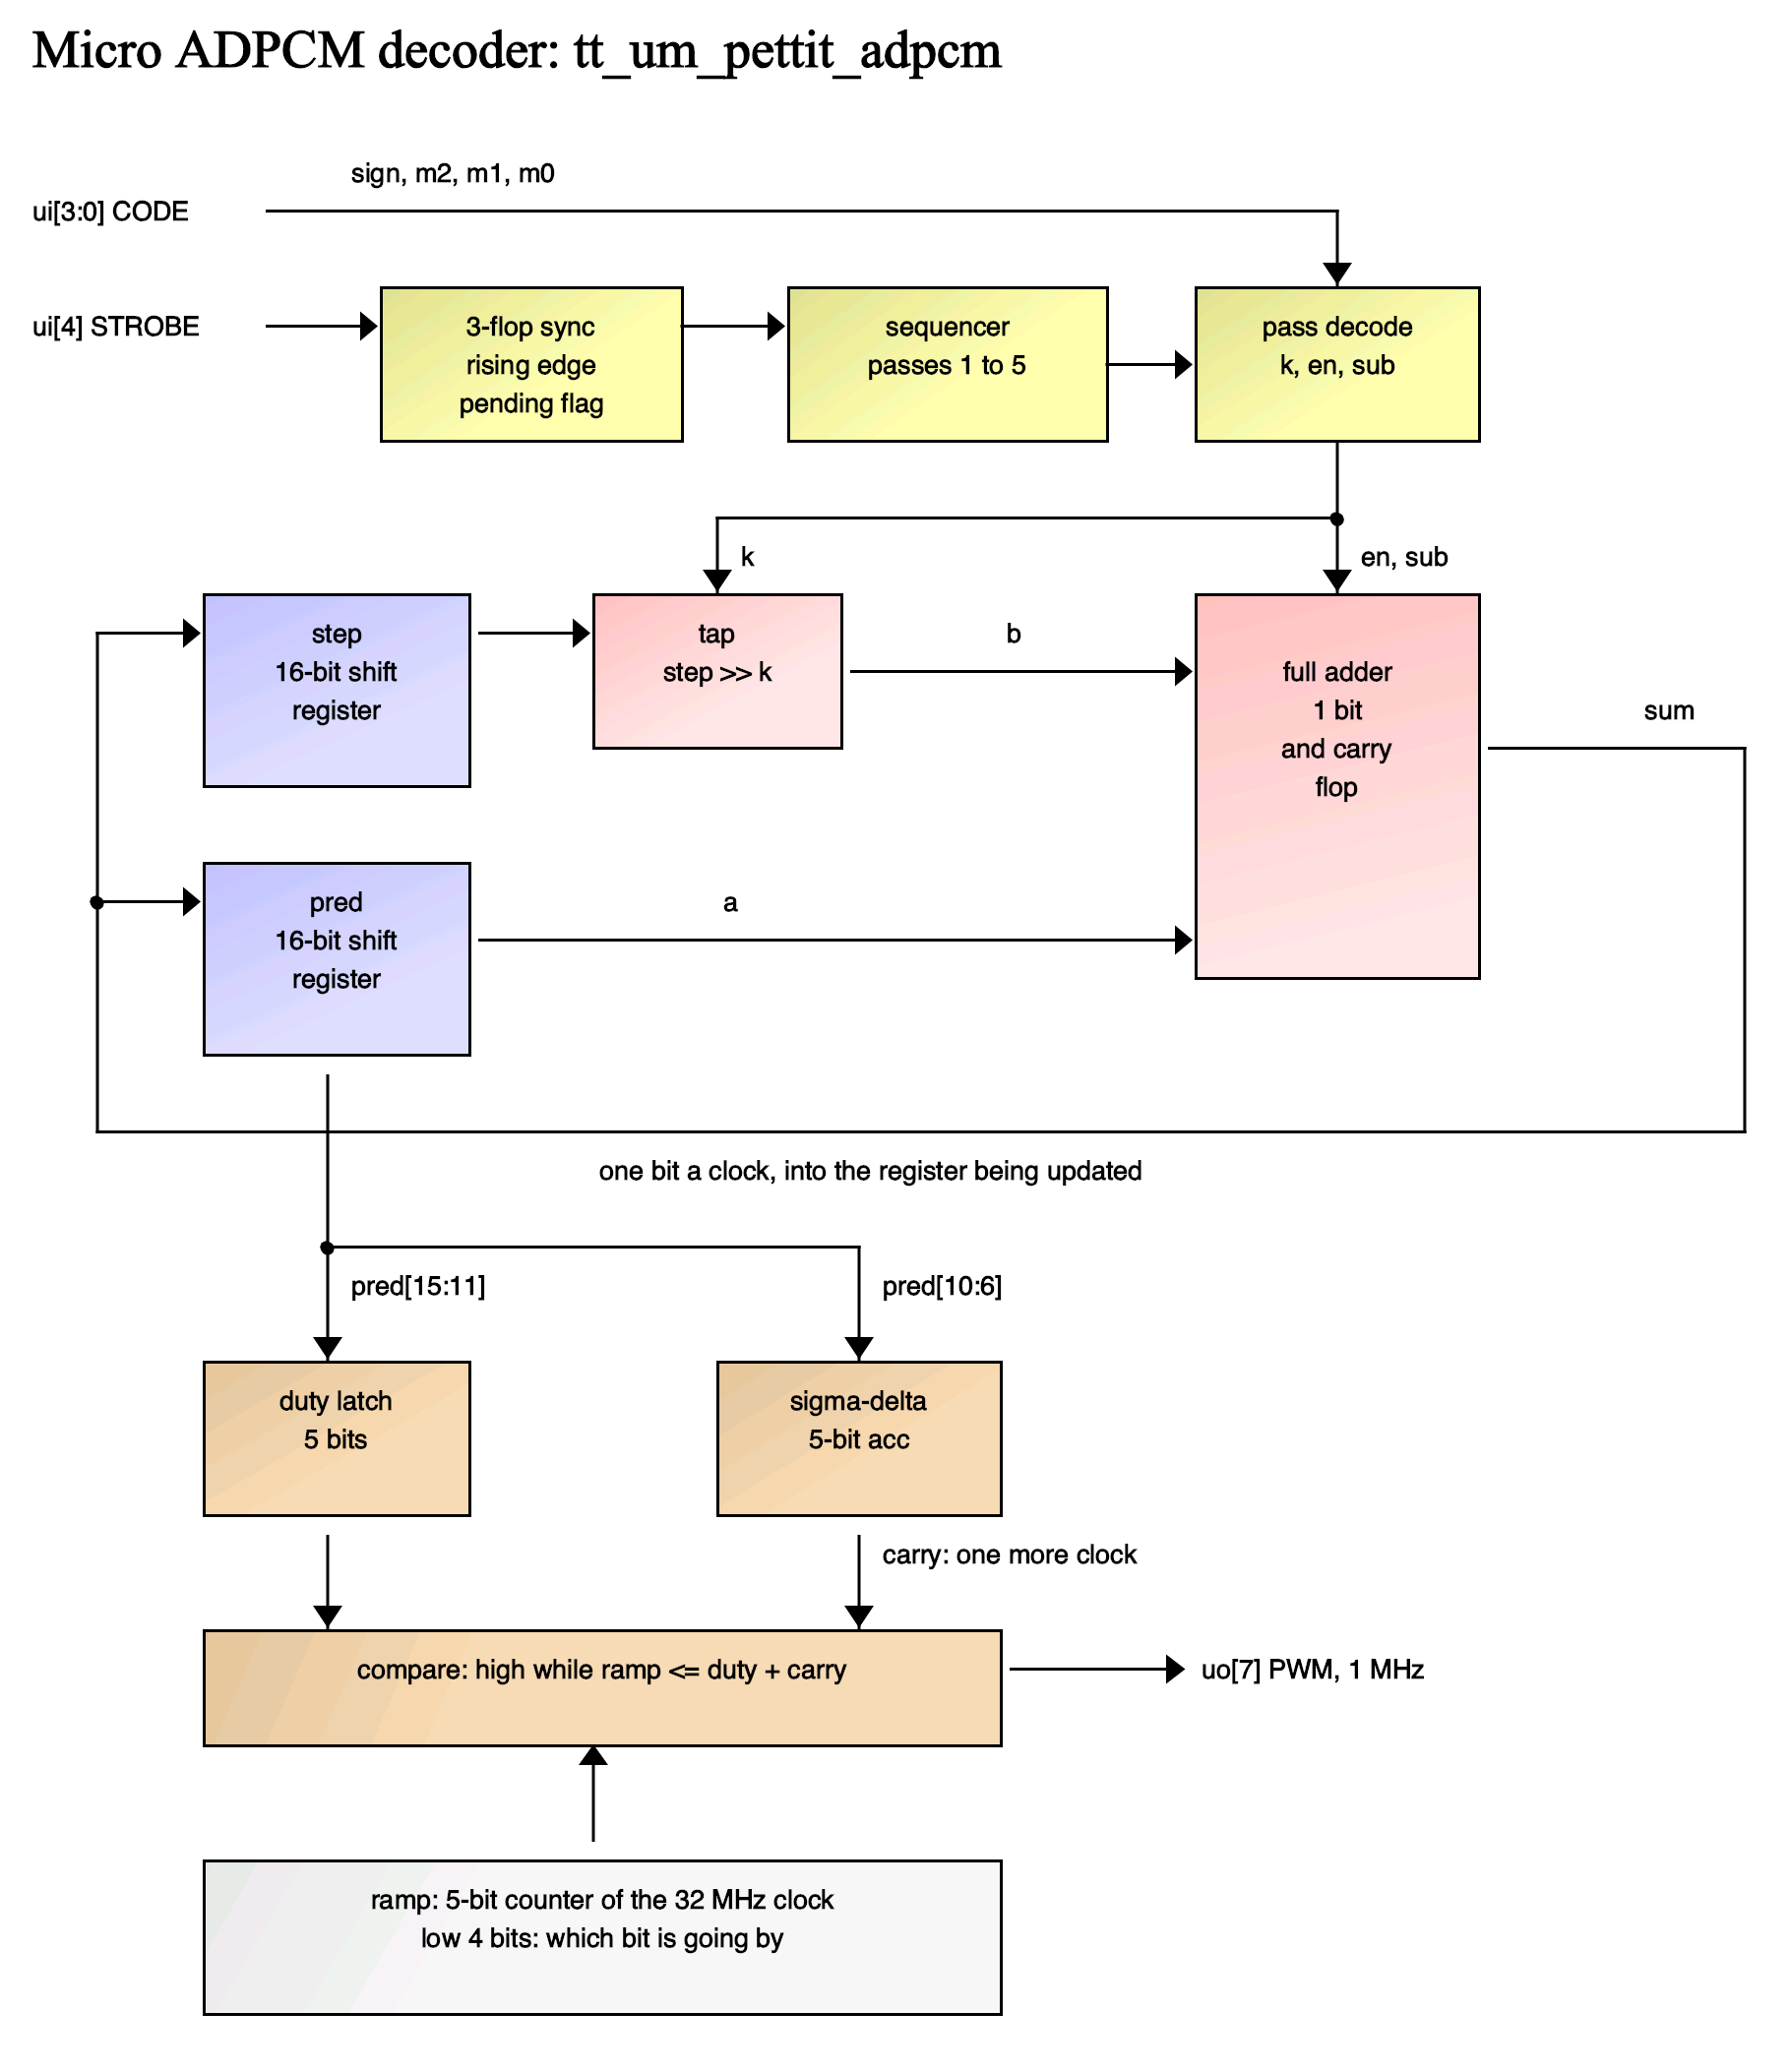 Micro ADPCM decoder: tt_um_pettit_adpcm
sign, m2, m1, m0
ui[3:0] CODE
ui[4] STROBE
3-flop sync
rising edge
pending flag
sequencer
passes 1 to 5
pass decode
k, en, sub
k
en, sub
step
16-bit shift
register
tap
step >> k
b
full adder
1 bit
and carry
flop
sum
pred
16-bit shift
register
a
one bit a clock, into the register being updated
pred[15:11]
pred[10:6]
duty latch
5 bits
sigma-delta
5-bit acc
carry: one more clock
compare: high while ramp <= duty + carry
uo[7] PWM, 1 MHz
ramp: 5-bit counter of the 32 MHz clock
low 4 bits: which bit is going by